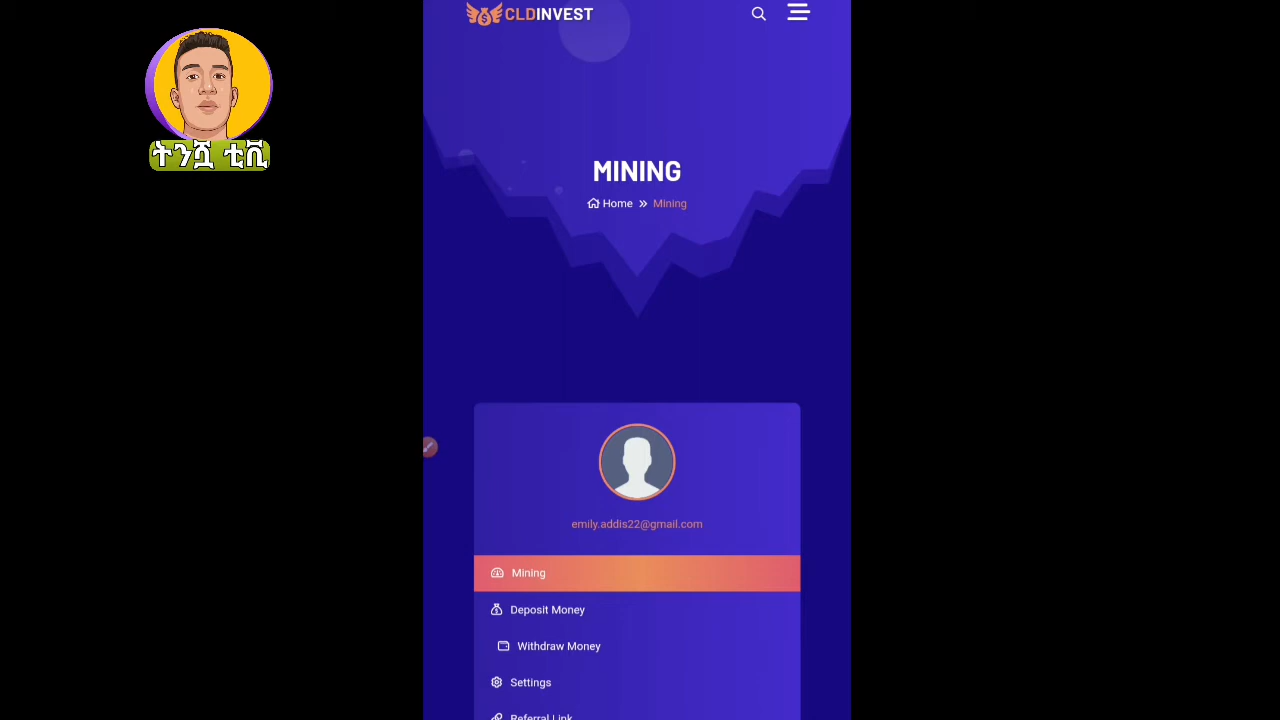 CLDINVEST
ትንሿ ቲቪ
MINING
Home » Mining
emily.addis22@gmail.com
Mining
Deposit Money
Withdraw Money
Settings
Referral Link